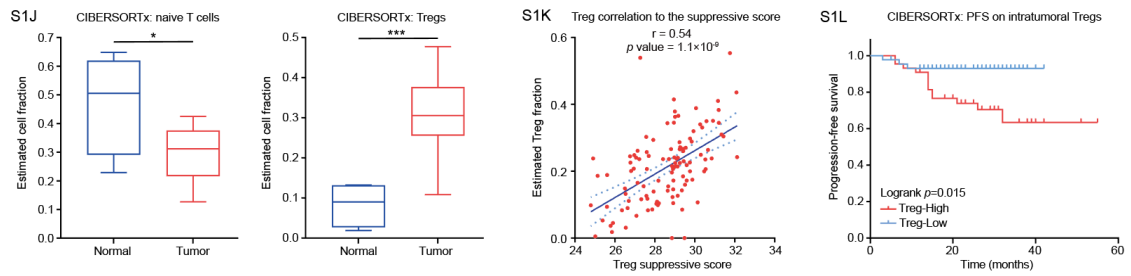 S1J
CIBERSORTx: naive T cells
*
Estimated cell fraction
0.7
0.6
0.5
0.4
0.3
0.2
0.1
0.0
Normal
Tumor
CIBERSORTx: Tregs
***
Estimated cell fraction
0.5
0.4
0.3
0.2
0.1
0.0
Normal
Tumor
S1K
Treg correlation to the suppressive score
r = 0.54
p value = 1.1×10⁻⁹
Estimated Treg fraction
0.6
0.4
0.2
0.0
24
26
28
30
32
34
Treg suppressive score
S1L
CIBERSORTx: PFS on intratumoral Tregs
Progression-free survival
1.0
0.8
0.6
0.4
0.2
0.0
Logrank p=0.015
Treg-High
Treg-Low
0
20
40
60
Time (months)